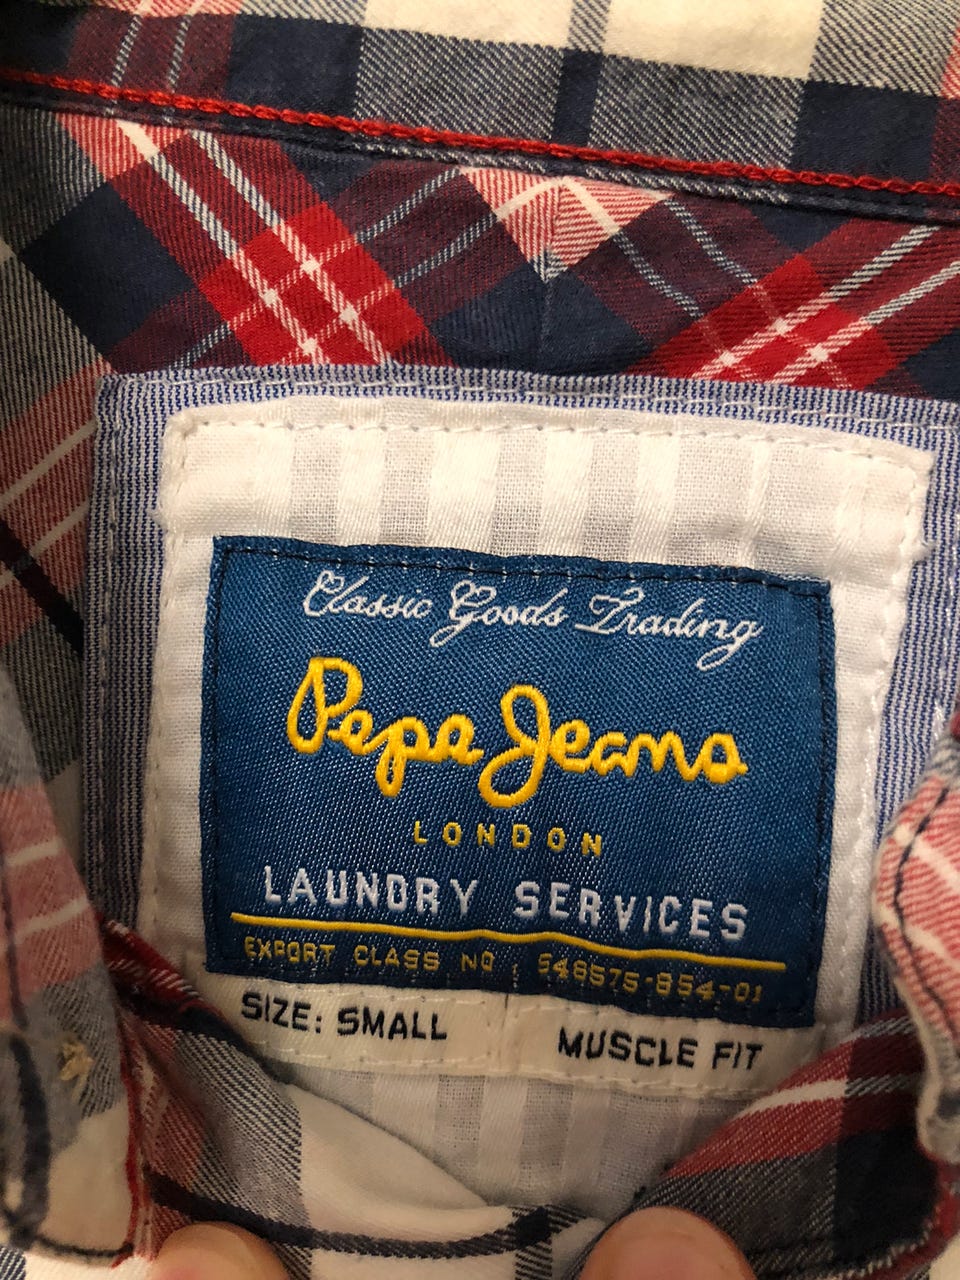 Classic Goods Trading
Pepe Jeans
LONDON
LAUNDRY SERVICES
EXPORT CLASS NO : 548575-854-01
SIZE: SMALL
MUSCLE FIT